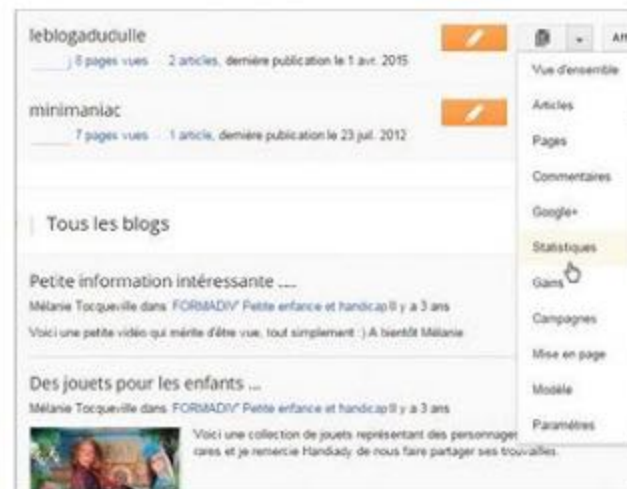 leblogadudulle
8 pages vues 2 articles, dernière publication le 1 avr. 2015
minimaniac
7 pages vues 1 article, dernière publication le 23 juil. 2012
Vue d'ensemble
Articles
Pages
Commentaires
Google+
Statistiques
Gains
Campagnes
Mise en page
Modèle
Paramètres
Tous les blogs
Petite information intéressante ....
Mélanie Tocqueville dans FORMADIV' Petite enfance et handicap Il y a 3 ans
Voici une petite vidéo qui mérite d'être vue, tout simplement :) A bientôt Mélanie
Des jouets pour les enfants ...
Mélanie Tocqueville dans FORMADIV' Petite enfance et handicap Il y a 3 ans
Voici une collection de jouets représentant des personnages
rares et je remercie Handiady de nous faire partager ses trouvailles.